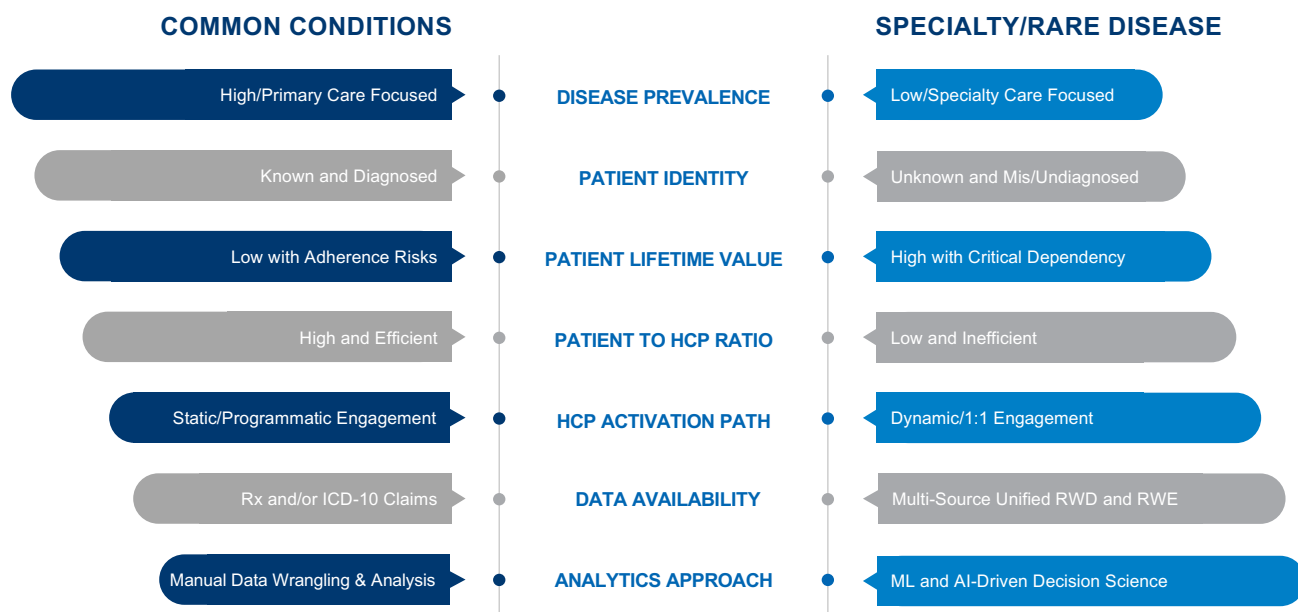 COMMON CONDITIONS
SPECIALTY/RARE DISEASE
High/Primary Care Focused
DISEASE PREVALENCE
Low/Specialty Care Focused
Known and Diagnosed
PATIENT IDENTITY
Unknown and Mis/Undiagnosed
Low with Adherence Risks
PATIENT LIFETIME VALUE
High with Critical Dependency
High and Efficient
PATIENT TO HCP RATIO
Low and Inefficient
Static/Programmatic Engagement
HCP ACTIVATION PATH
Dynamic/1:1 Engagement
Rx and/or ICD-10 Claims
DATA AVAILABILITY
Multi-Source Unified RWD and RWE
Manual Data Wrangling & Analysis
ANALYTICS APPROACH
ML and AI-Driven Decision Science